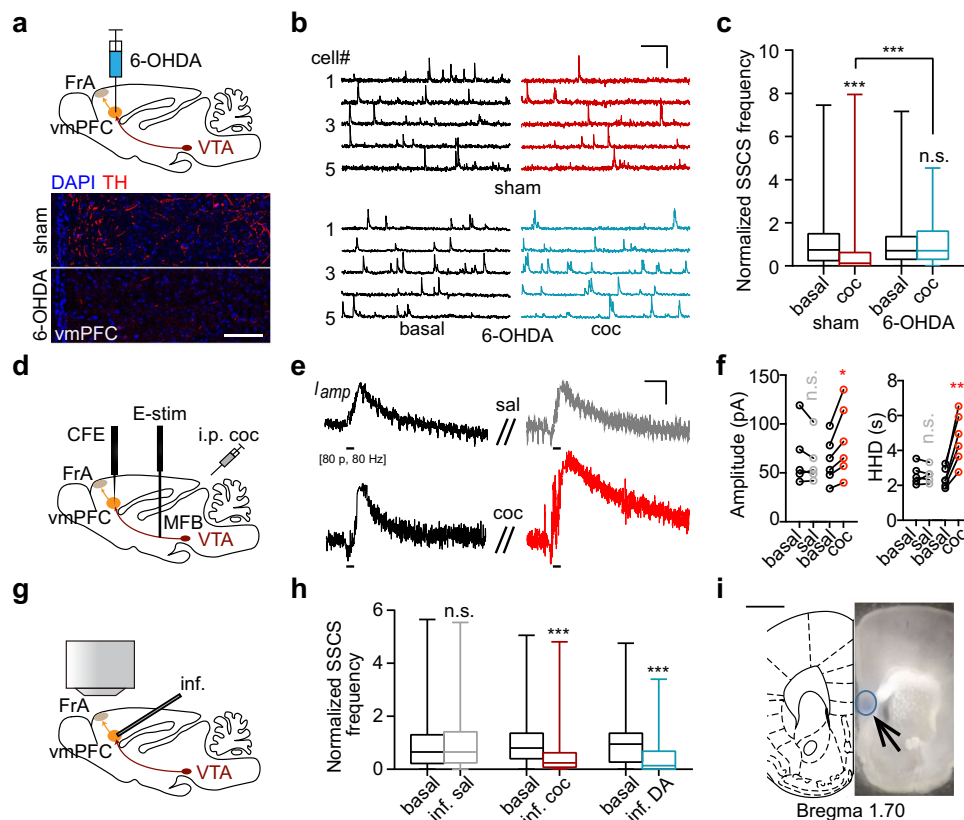 a
6-OHDA
FrA
vmPFC
VTA
DAPI TH
sham
6-OHDA
vmPFC
b
cell#
1
3
5
sham
1
3
5
basal
6-OHDA
coc
c
Normalized SSCS frequency
10
8
6
4
2
0
***
***
n.s.
basal
coc
basal
coc
sham
6-OHDA
d
CFE
E-stim
i.p. coc
FrA
vmPFC
MFB
VTA
e
Iamp
sal
[80 p, 80 Hz]
coc
f
Amplitude (pA)
150
100
50
0
n.s.
*
basal
sal
basal
coc
HHD (s)
8
6
4
2
0
n.s.
**
basal
sal
basal
coc
g
inf.
FrA
vmPFC
VTA
h
Normalized SSCS
frequency
6
4
2
0
n.s.
***
***
basal
inf. sal
basal
inf. coc
basal
inf. DA
i
Bregma 1.70